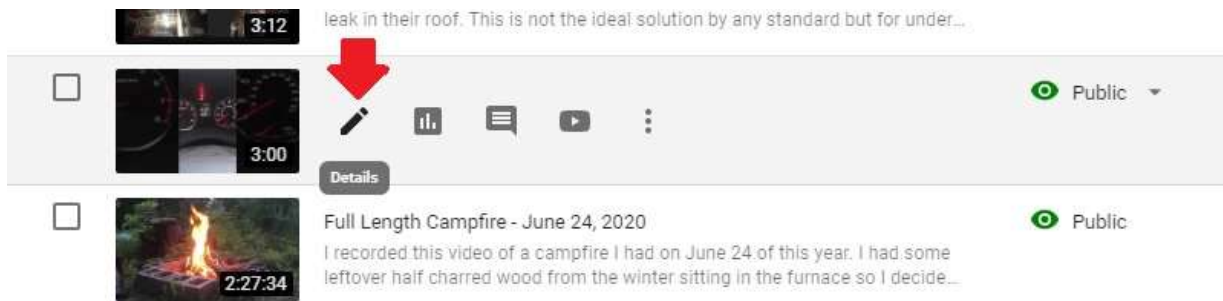 3:12
leak in their roof. This is not the ideal solution by any standard but for under...
Public
3:00
Details
Full Length Campfire - June 24, 2020
Public
I recorded this video of a campfire I had on June 24 of this year. I had some
leftover half charred wood from the winter sitting in the furnace so I decide...
2:27:34